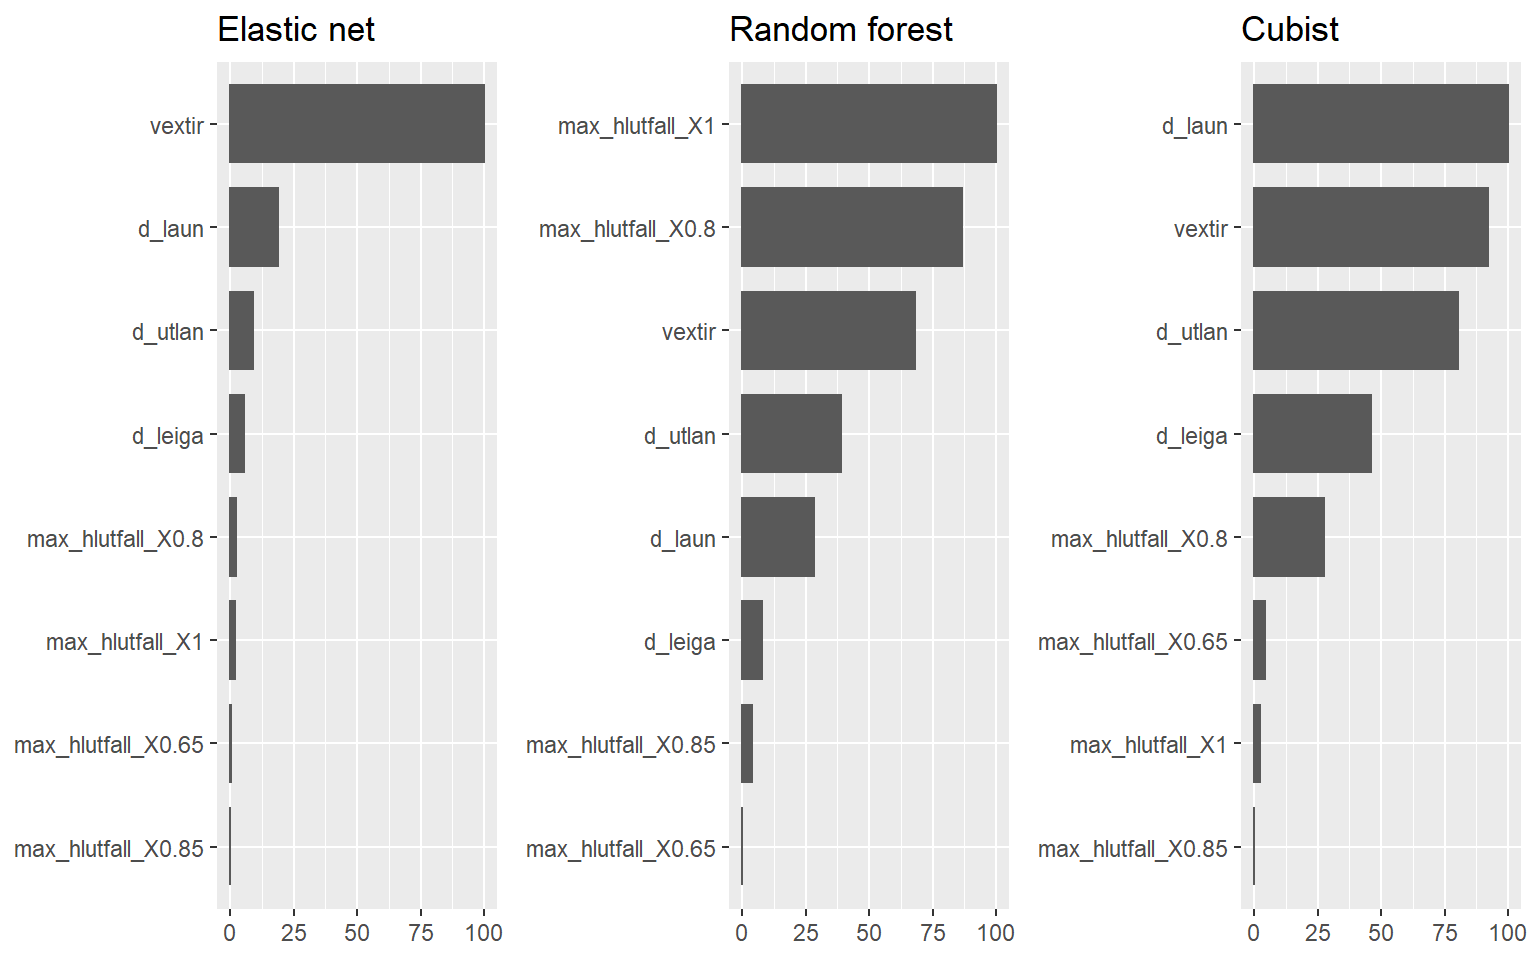 Elastic net
vextir
d_laun
d_utlan
d_leiga
max_hlutfall_X0.8
max_hlutfall_X1
max_hlutfall_X0.65
max_hlutfall_X0.85
0 25 50 75 100
Random forest
max_hlutfall_X1
max_hlutfall_X0.8
vextir
d_utlan
d_laun
d_leiga
max_hlutfall_X0.85
max_hlutfall_X0.65
0 25 50 75 100
Cubist
d_laun
vextir
d_utlan
d_leiga
max_hlutfall_X0.8
max_hlutfall_X0.65
max_hlutfall_X1
max_hlutfall_X0.85
0 25 50 75 100